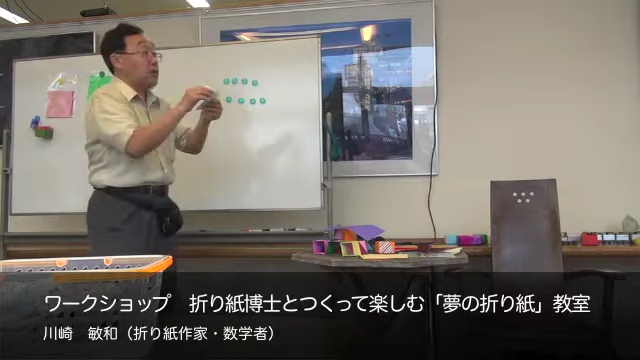 ワークショップ　折り紙博士とつくって楽しむ「夢の折り紙」教室
川崎　敏和（折り紙作家・数学者）